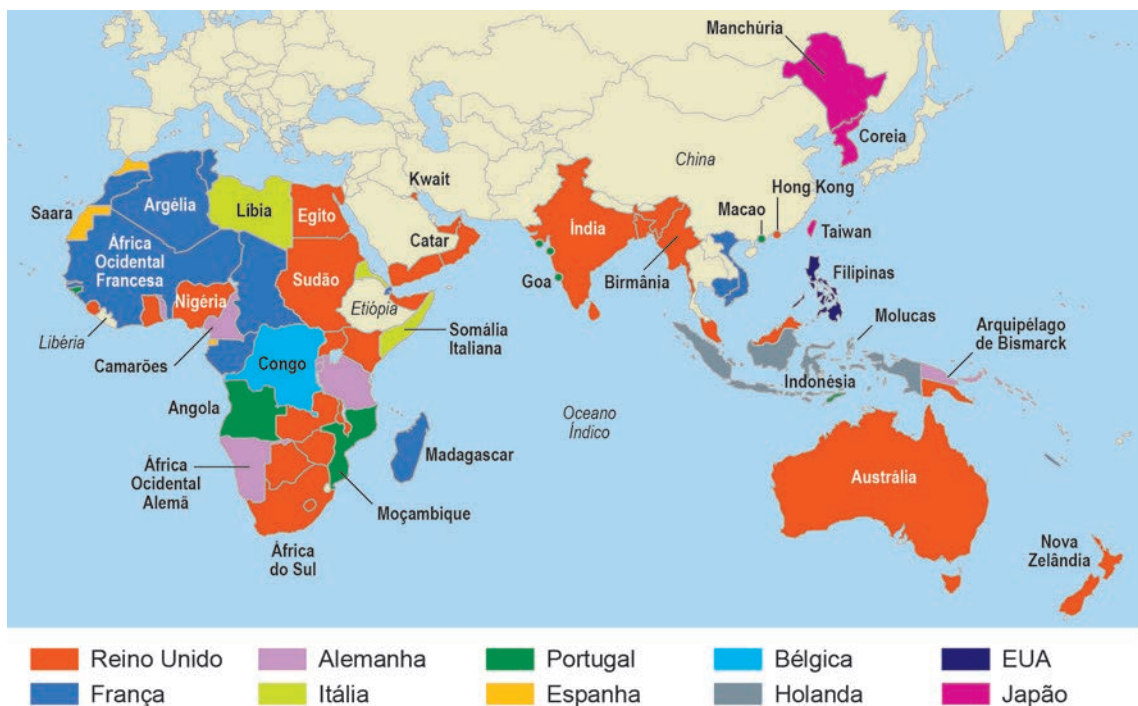 Manchúria
Coreia
China
Kwait
Hong Kong
Macao
Saara
Argélia
Líbia
Egito
Catar
Índia
Taiwan
África
Ocidental
Francesa
Sudão
Goa
Birmânia
Filipinas
Nigéria
Etiópia
Libéria
Somália
Italiana
Molucas
Arquipélago
de Bismarck
Camarões
Congo
Indonésia
Angola
Oceano
Índico
Madagascar
África
Ocidental
Alemã
Moçambique
Austrália
África
do Sul
Nova
Zelândia
Reino Unido
Alemanha
Portugal
Bélgica
EUA
França
Itália
Espanha
Holanda
Japão